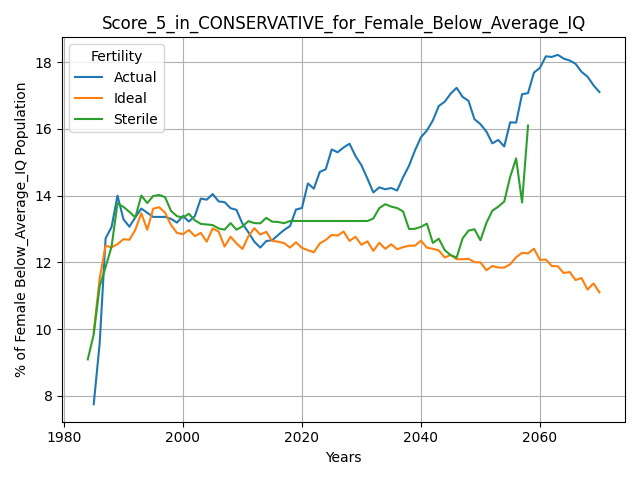 Score_5_in_CONSERVATIVE_for_Female_Below_Average_IQ
Fertility
Actual
Ideal
Sterile
% of Female Below_Average_IQ Population
18
16
14
12
10
8
1980
2000
2020
2040
2060
Years